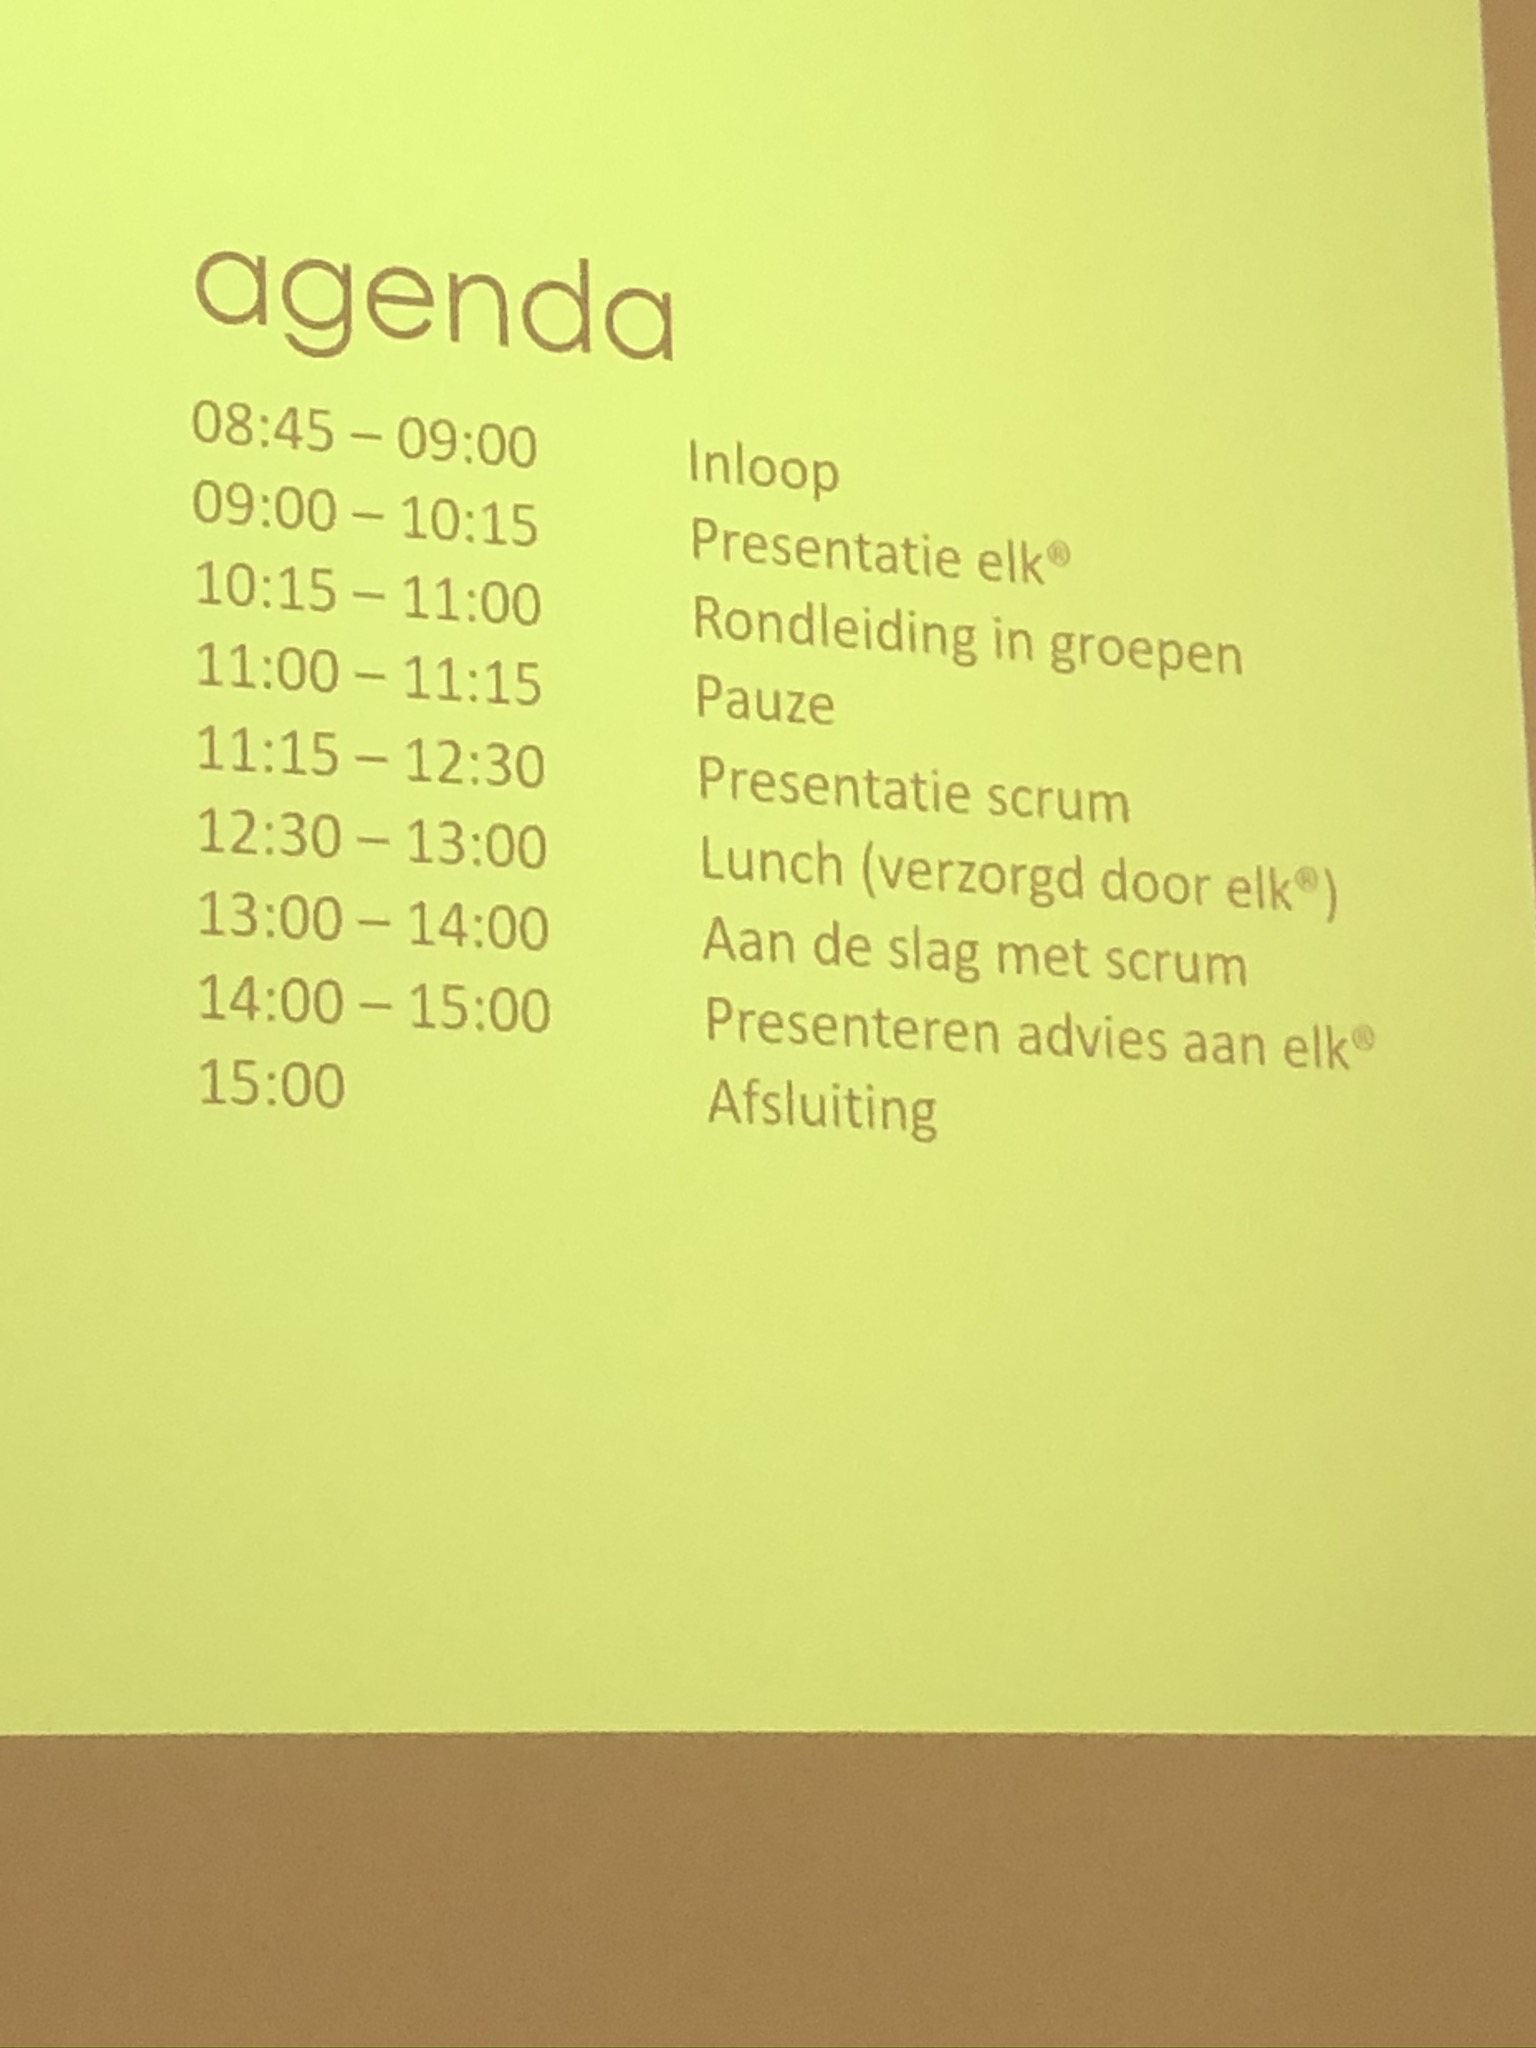 agenda
08:45 – 09:00 Inloop
09:00 – 10:15 Presentatie elk®
10:15 – 11:00 Rondleiding in groepen
11:00 – 11:15 Pauze
11:15 – 12:30 Presentatie scrum
12:30 – 13:00 Lunch (verzorgd door elk®)
13:00 – 14:00 Aan de slag met scrum
14:00 – 15:00 Presenteren advies aan elk®
15:00 Afsluiting